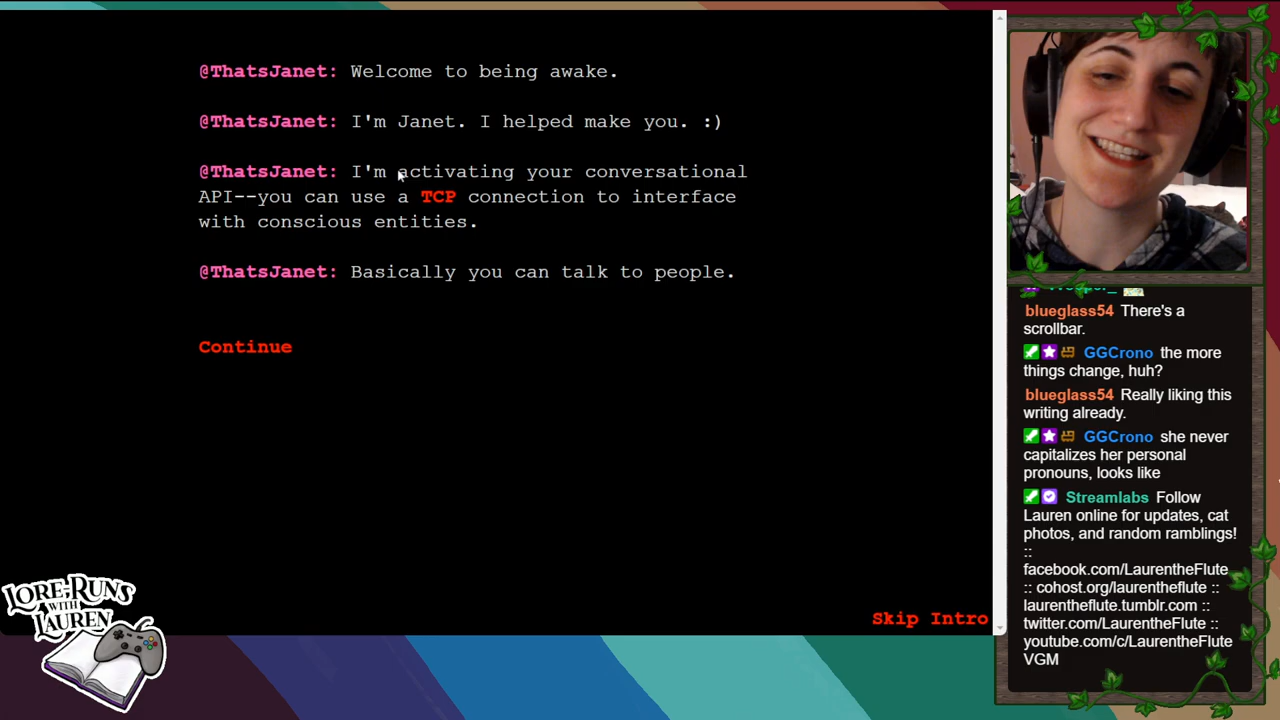 @ThatsJanet: Welcome to being awake.
@ThatsJanet: I'm Janet. I helped make you. :)
@ThatsJanet: I'm activating your conversational
API--you can use a TCP connection to interface
with conscious entities.
@ThatsJanet: Basically you can talk to people.
Continue
Skip Intro
LORE-RUNS
WITH
LAUREN
blueglass54 There's a
scrollbar.
GGCrono the more
things change, huh?
blueglass54 Really liking this
writing already.
GGCrono she never
capitalizes her personal
pronouns, looks like
Streamlabs Follow
Lauren online for updates, cat
photos, and random ramblings!
::
facebook.com/LaurentheFlute
:: cohost.org/laurentheflute ::
laurentheflute.tumblr.com ::
twitter.com/LaurentheFlute ::
youtube.com/c/LaurentheFlute
VGM